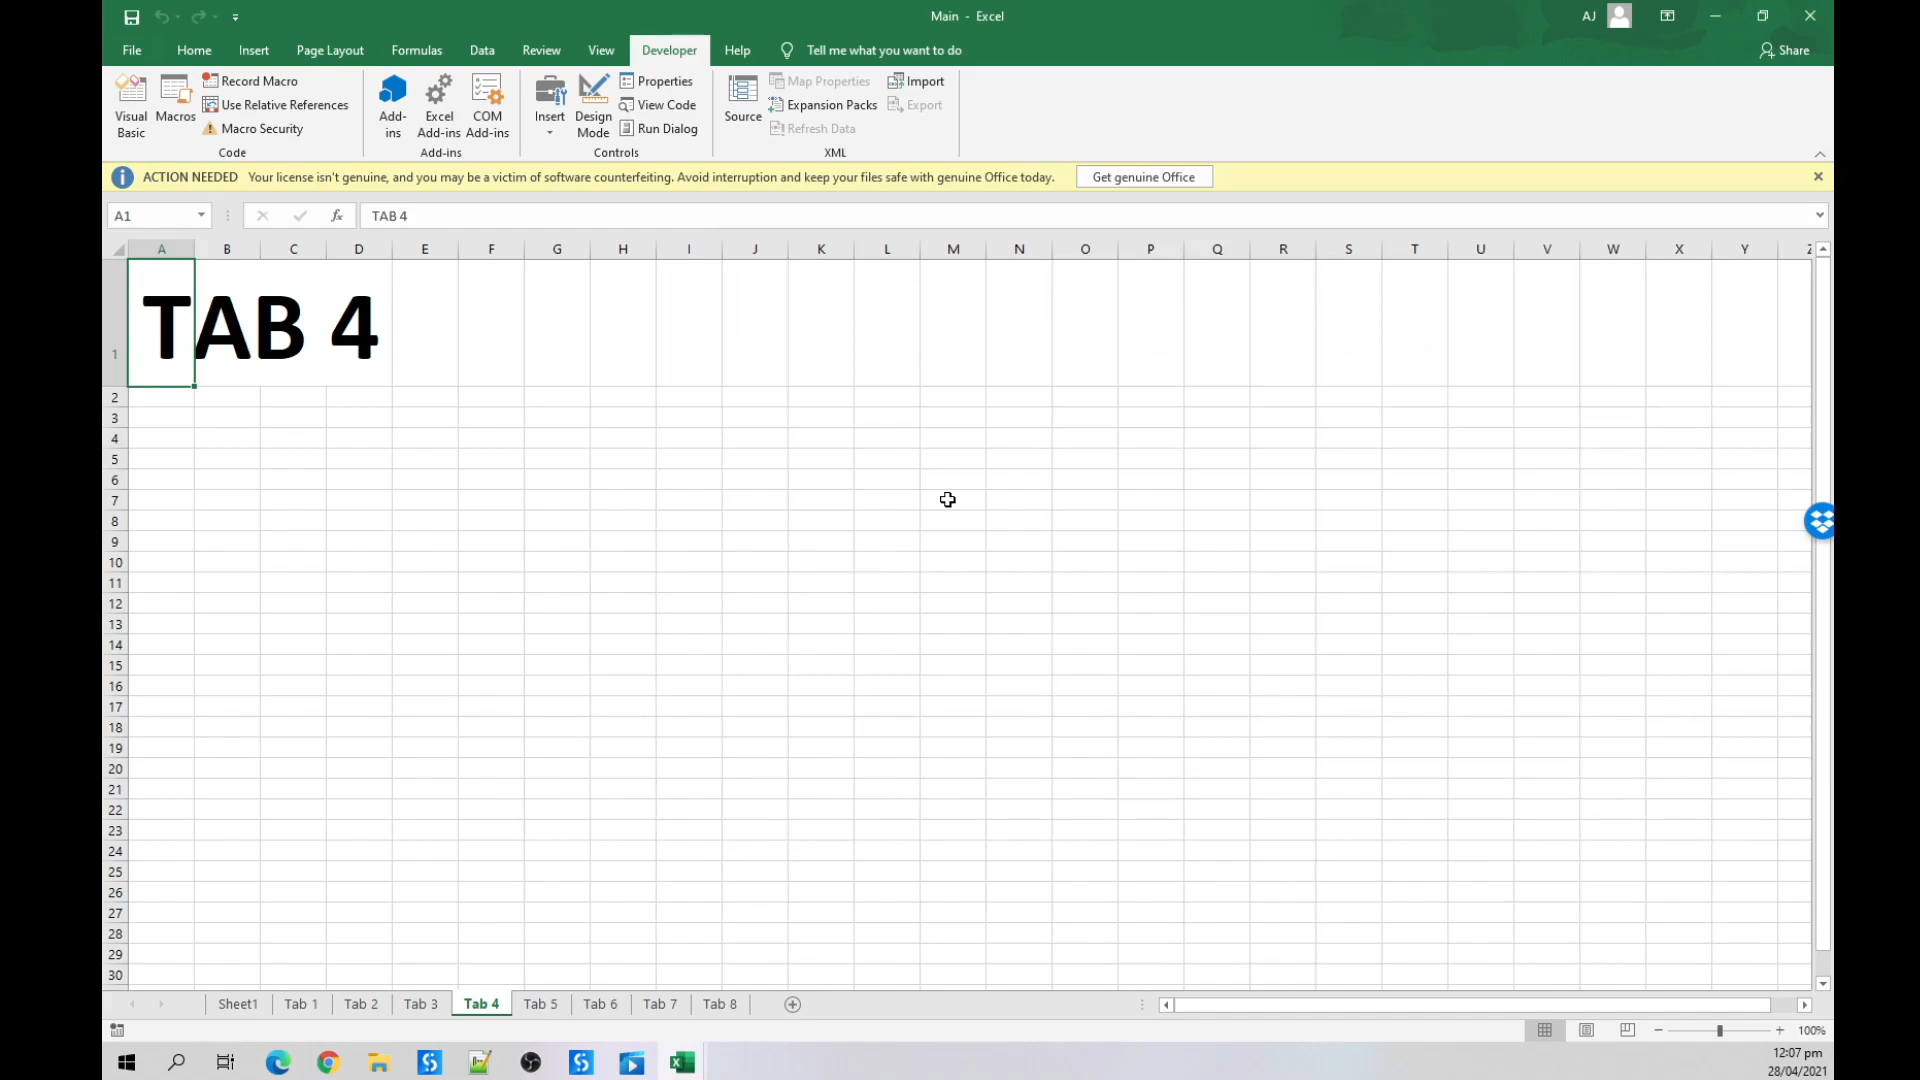 Main - Excel
AJ
File Home Insert Page Layout Formulas Data Review View Developer Help Tell me what you want to do Share
Visual Basic
Macros
Record Macro
Use Relative References
Macro Security
Code
Add-ins
Excel Add-ins
COM Add-ins
Add-ins
Insert
Design Mode
Properties
View Code
Run Dialog
Controls
Source
Map Properties
Expansion Packs
Refresh Data
Import
Export
XML
ACTION NEEDED Your license isn't genuine, and you may be a victim of software counterfeiting. Avoid interruption and keep your files safe with genuine Office today. Get genuine Office
A1 fx TAB 4
A B C D E F G H I J K L M N O P Q R S T U V W X Y Z
1 TAB 4
2
3
4
5
6
7
8
9
10
11
12
13
14
15
16
17
18
19
20
21
22
23
24
25
26
27
28
29
30
Sheet1 Tab 1 Tab 2 Tab 3 Tab 4 Tab 5 Tab 6 Tab 7 Tab 8
100%
12:07 pm
28/04/2021